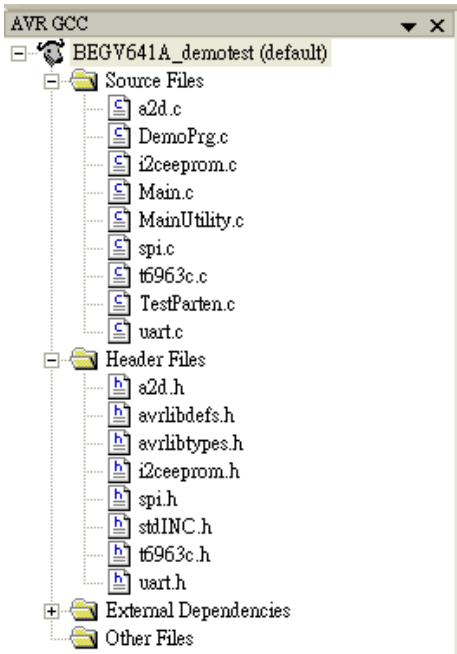 AVR GCC
BEGV641A_demotest (default)
Source Files
a2d.c
DemoPrg.c
i2ceeprom.c
Main.c
MainUtility.c
spi.c
t6963c.c
TestParten.c
uart.c
Header Files
a2d.h
avrlibdefs.h
avrlibtypes.h
i2ceeprom.h
spi.h
stdINC.h
t6963c.h
uart.h
External Dependencies
Other Files